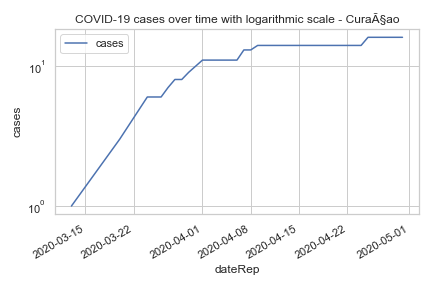 COVID-19 cases over time with logarithmic scale - CuraÃ§ao
cases
10¹
10⁰
cases
2020-03-15
2020-03-22
2020-04-01
2020-04-08
2020-04-15
2020-04-22
2020-05-01
dateRep